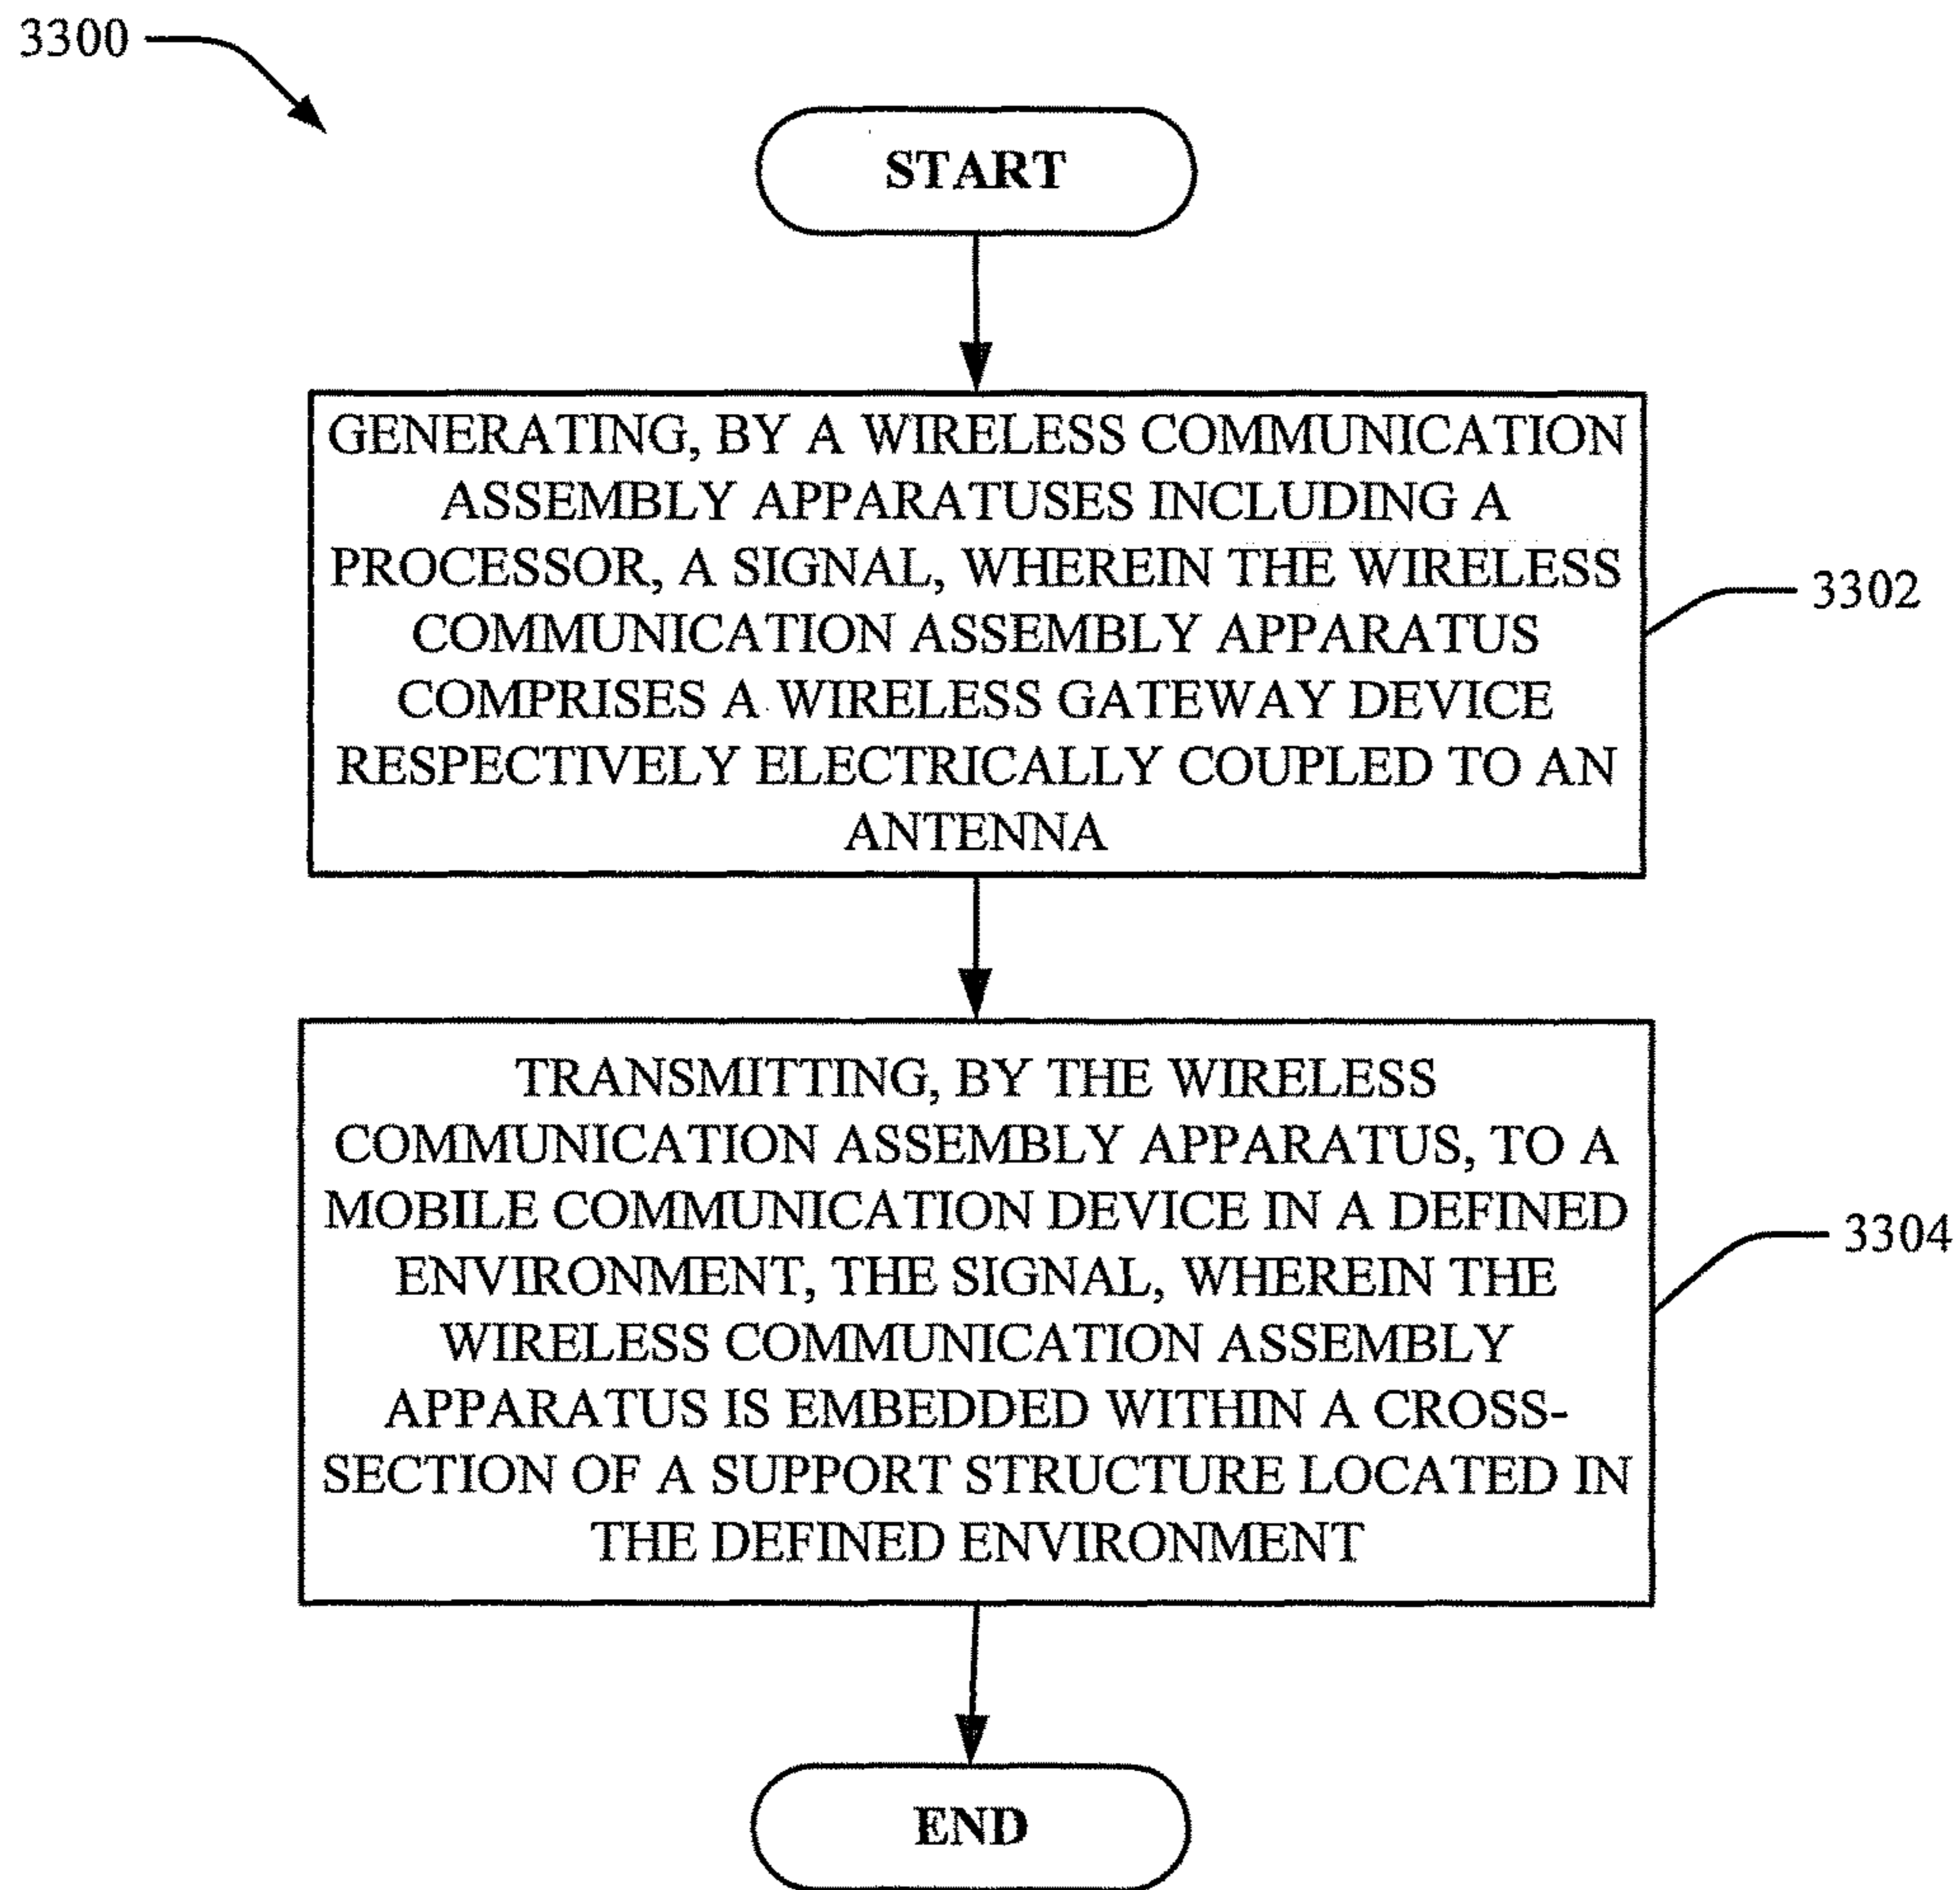 3300
START
GENERATING, BY A WIRELESS COMMUNICATION
ASSEMBLY APPARATUSES INCLUDING A
PROCESSOR, A SIGNAL, WHEREIN THE WIRELESS
COMMUNICATION ASSEMBLY APPARATUS
COMPRISES A WIRELESS GATEWAY DEVICE
RESPECTIVELY ELECTRICALLY COUPLED TO AN
ANTENNA
3302
TRANSMITTING, BY THE WIRELESS
COMMUNICATION ASSEMBLY APPARATUS, TO A
MOBILE COMMUNICATION DEVICE IN A DEFINED
ENVIRONMENT, THE SIGNAL, WHEREIN THE
WIRELESS COMMUNICATION ASSEMBLY
APPARATUS IS EMBEDDED WITHIN A CROSS-
SECTION OF A SUPPORT STRUCTURE LOCATED IN
THE DEFINED ENVIRONMENT
3304
END